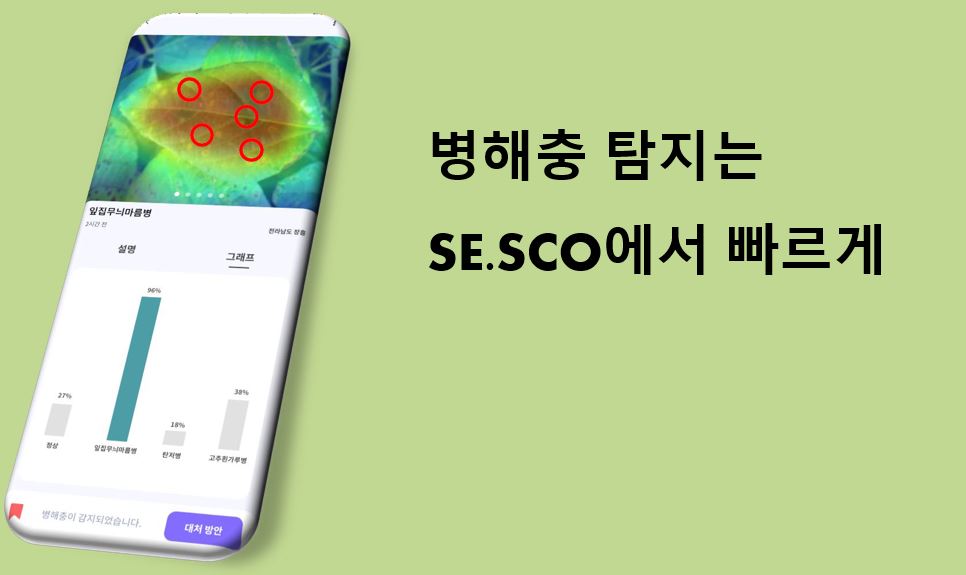 병해충 탐지는
SE.SCO에서 빠르게
잎집무늬마름병
2시간 전
전라남도 장흥
설명
그래프
96%
27%
18%
38%
정상
잎집무늬마름병
탄저병
고추흰가루병
병해충이 감지되었습니다.
대처 방안